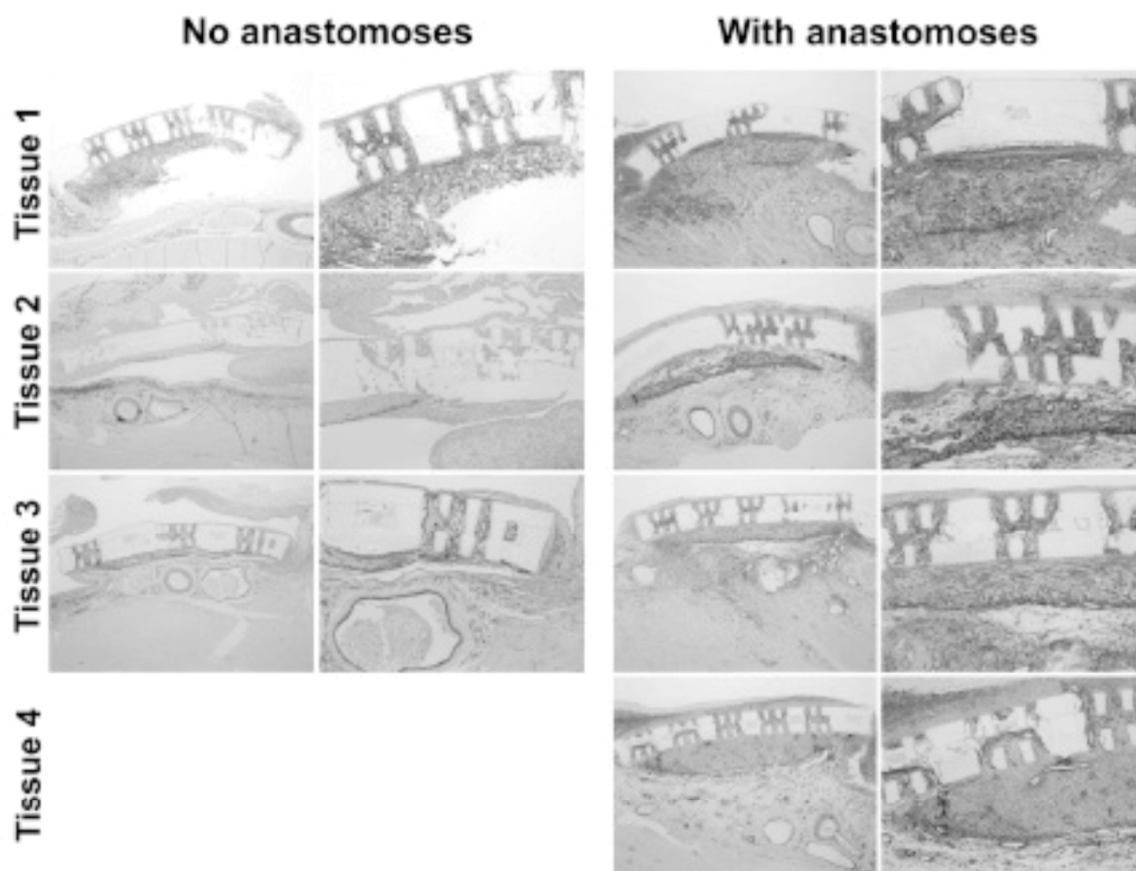 No anastomoses
With anastomoses
Tissue 1
Tissue 2
Tissue 3
Tissue 4